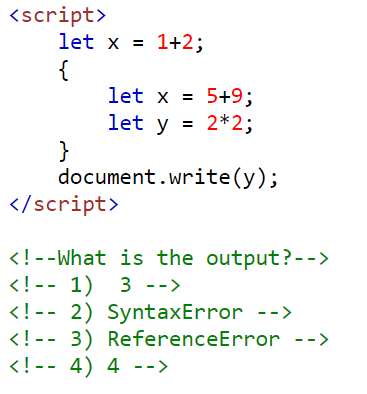 <script>
let x = 1+2;
{
let x = 5+9;
let y = 2*2;
}
document.write(y);
</script>
<!--What is the output?-->
<!-- 1)  3 -->
<!-- 2) SyntaxError -->
<!-- 3) ReferenceError -->
<!-- 4) 4 -->